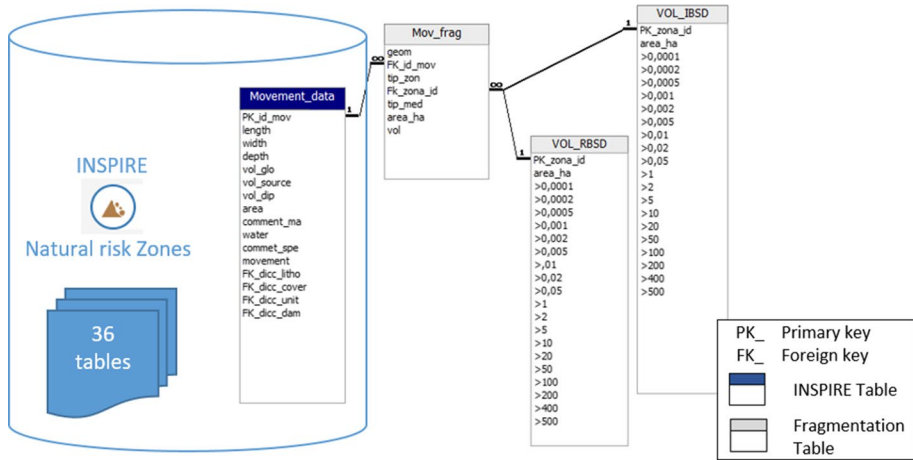 INSPIRE
Natural risk Zones
36
tables
Movement_data
PK_id_mov
length
width
depth
vol_glo
vol_source
vol_dip
area
comment_ma
water
commet_spe
movement
FK_dicc_litho
FK_dicc_cover
FK_dicc_unit
FK_dicc_dam
1
∞
Mov_frag
geom
FK_id_mov
tip_zon
Fk_zona_id
tip_med
area_ha
vol
∞
1
VOL_RBSD
PK_zona_id
area_ha
>0,0001
>0,0002
>0,0005
>0,001
>0,002
>0,005
>,01
>0,02
>0,05
>1
>2
>5
>10
>20
>50
>100
>200
>400
>500
1
VOL_IBSD
PK_zona_id
area_ha
>0,0001
>0,0002
>0,0005
>0,001
>0,002
>0,005
>0,01
>0,02
>0,05
>1
>2
>5
>10
>20
>50
>100
>200
>400
>500
PK_ Primary key
FK_ Foreign key
INSPIRE Table
Fragmentation
Table